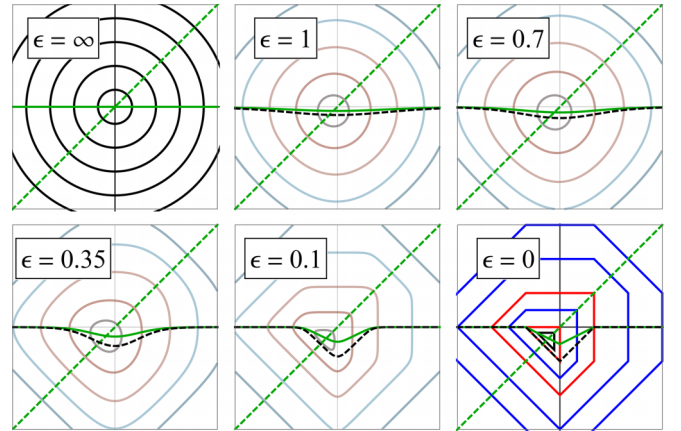 ϵ = ∞
ϵ = 1
ϵ = 0.7
ϵ = 0.35
ϵ = 0.1
ϵ = 0